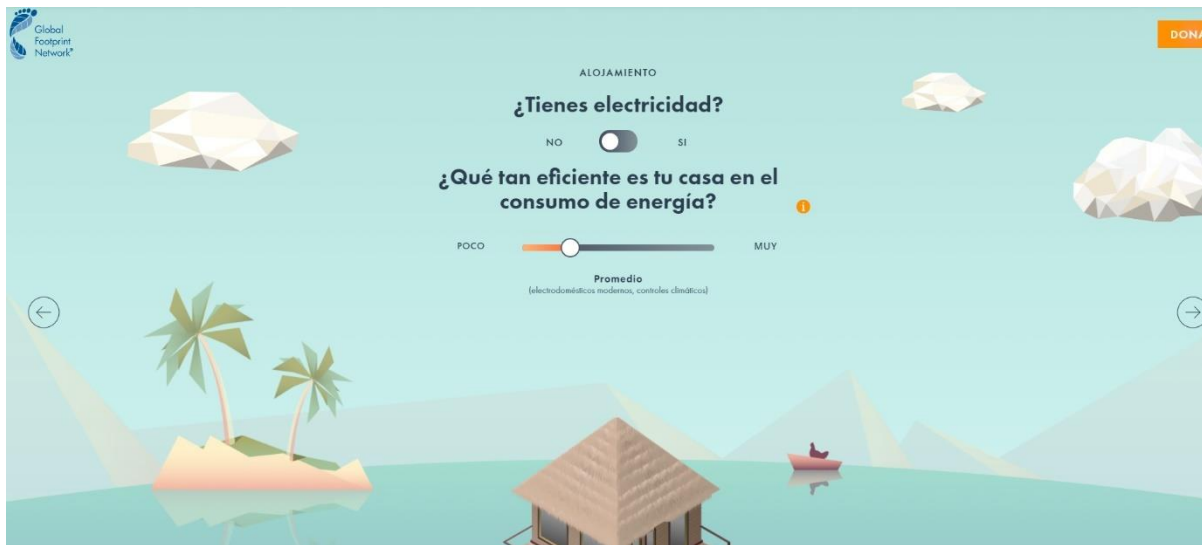 Global
Footprint
Network®
DONA
ALOJAMIENTO
¿Tienes electricidad?
NO SI
¿Qué tan eficiente es tu casa en el
consumo de energía?
i
POCO MUY
Promedio
(electrodomésticos modernos, controles climáticos)